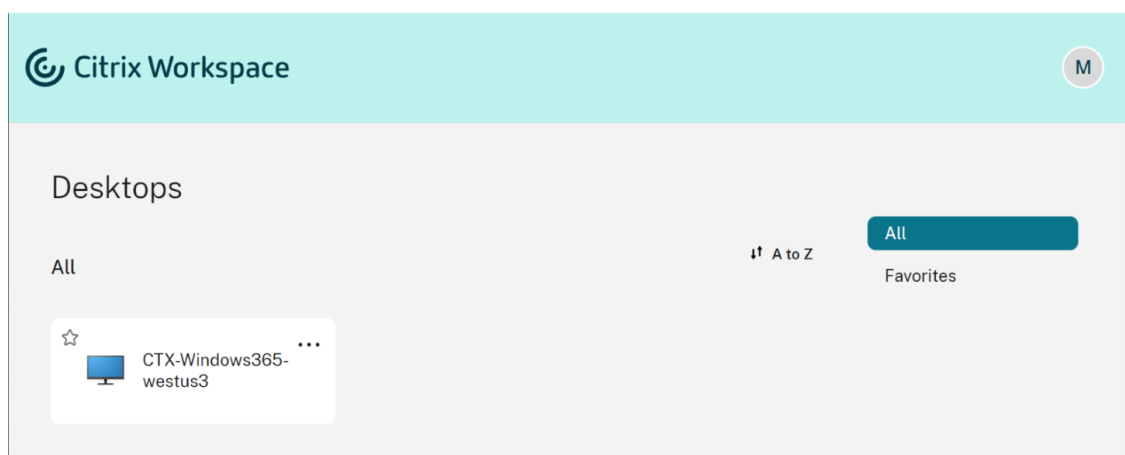 Citrix Workspace
M
Desktops
All
A to Z
All
Favorites
CTX-Windows365-
westus3